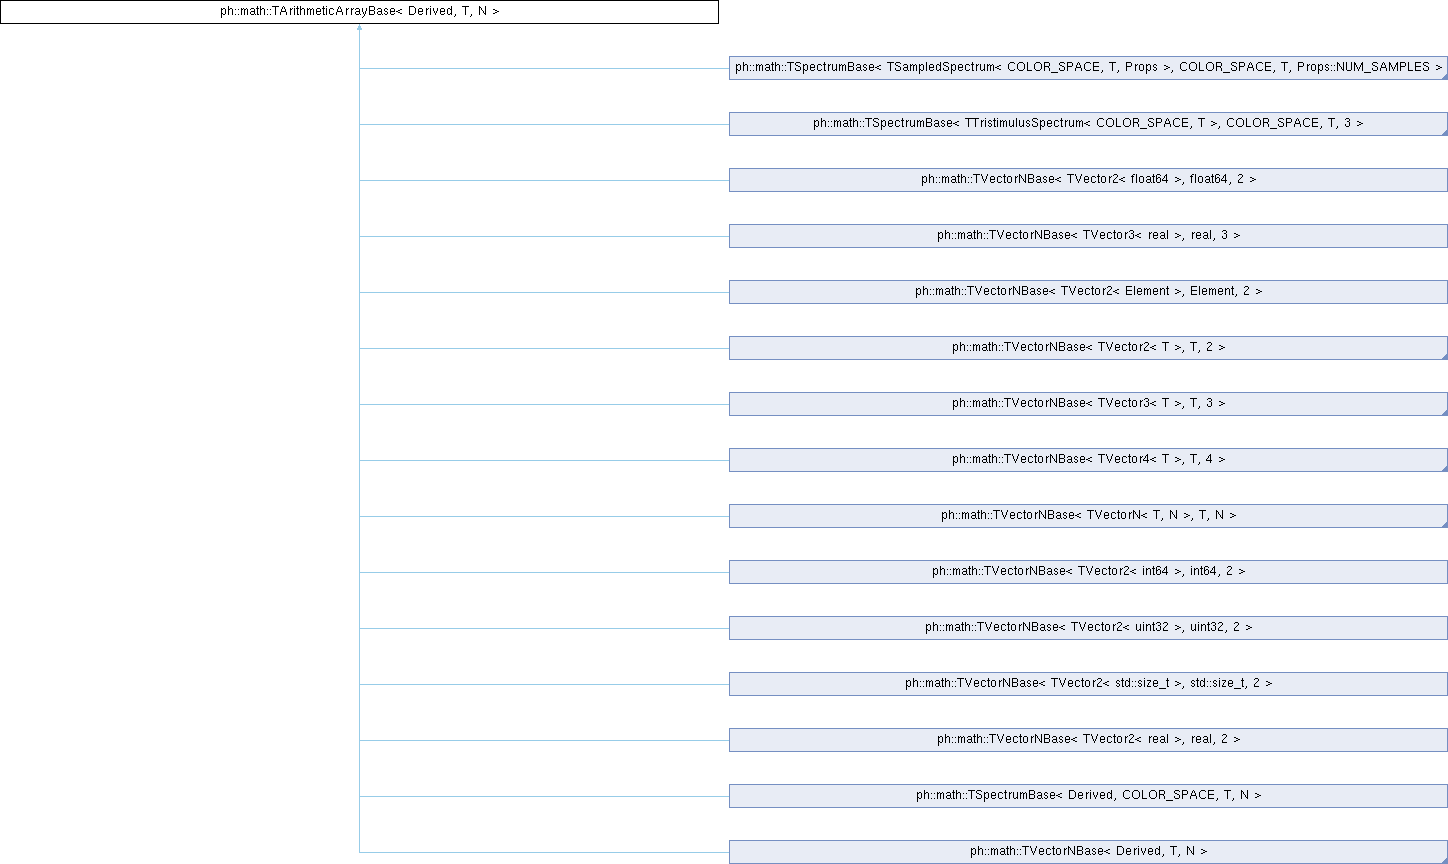 ph::math::TArithmeticArrayBase< Derived, T, N >
ph::math::TSpectrumBase< TSampledSpectrum< COLOR_SPACE, T, Props >, COLOR_SPACE, T, Props::NUM_SAMPLES >
ph::math::TSpectrumBase< TTristimulusSpectrum< COLOR_SPACE, T >, COLOR_SPACE, T, 3 >
ph::math::TVectorNBase< TVector2< float64 >, float64, 2 >
ph::math::TVectorNBase< TVector3< real >, real, 3 >
ph::math::TVectorNBase< TVector2< Element >, Element, 2 >
ph::math::TVectorNBase< TVector2< T >, T, 2 >
ph::math::TVectorNBase< TVector3< T >, T, 3 >
ph::math::TVectorNBase< TVector4< T >, T, 4 >
ph::math::TVectorNBase< TVectorN< T, N >, T, N >
ph::math::TVectorNBase< TVector2< int64 >, int64, 2 >
ph::math::TVectorNBase< TVector2< uint32 >, uint32, 2 >
ph::math::TVectorNBase< TVector2< std::size_t >, std::size_t, 2 >
ph::math::TVectorNBase< TVector2< real >, real, 2 >
ph::math::TSpectrumBase< Derived, COLOR_SPACE, T, N >
ph::math::TVectorNBase< Derived, T, N >